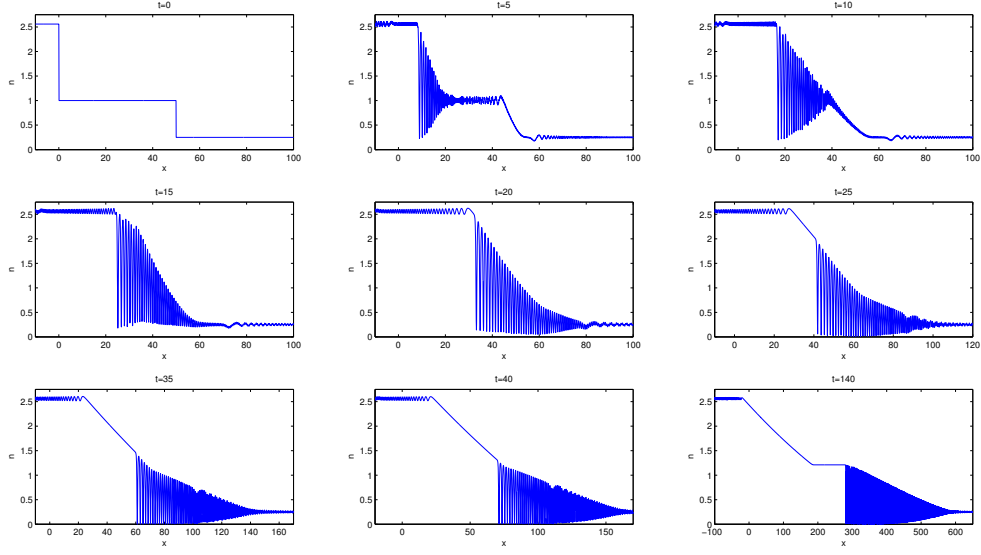 t=0 t=5 t=10
n 2.5 2 1.5 1 0.5 0 n 2.5 2 1.5 1 0.5 0 n 2.5 2 1.5 1 0.5 0
0 20 40 60 80 100 0 20 40 60 80 100 0 20 40 60 80 100
x x x
t=15 t=20 t=25
n 2.5 2 1.5 1 0.5 0 n 2.5 2 1.5 1 0.5 0 n 2.5 2 1.5 1 0.5 0
0 20 40 60 80 100 0 20 40 60 80 100 0 20 40 60 80 100 120
x x x
t=35 t=40 t=140
n 2.5 2 1.5 1 0.5 0 n 2.5 2 1.5 1 0.5 0 n 2.5 2 1.5 1 0.5 0
0 20 40 60 80 100 120 140 160 0 50 100 150 −100 0 100 200 300 400 500 600
x x x